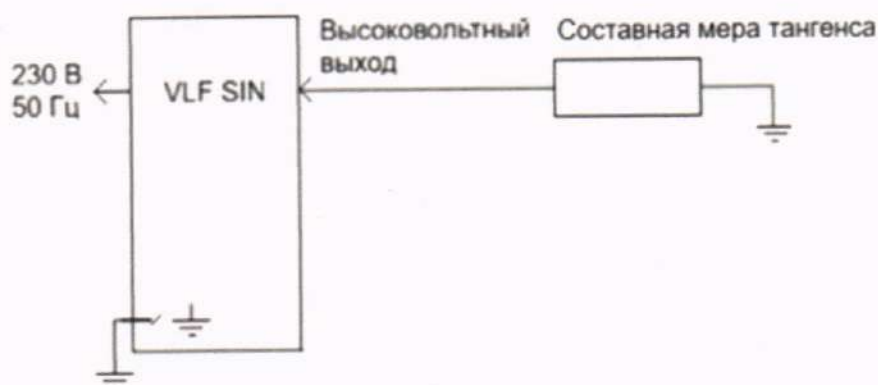 Высоковольтный
выход
Составная мера тангенса
230 В
50 Гц
VLF SIN